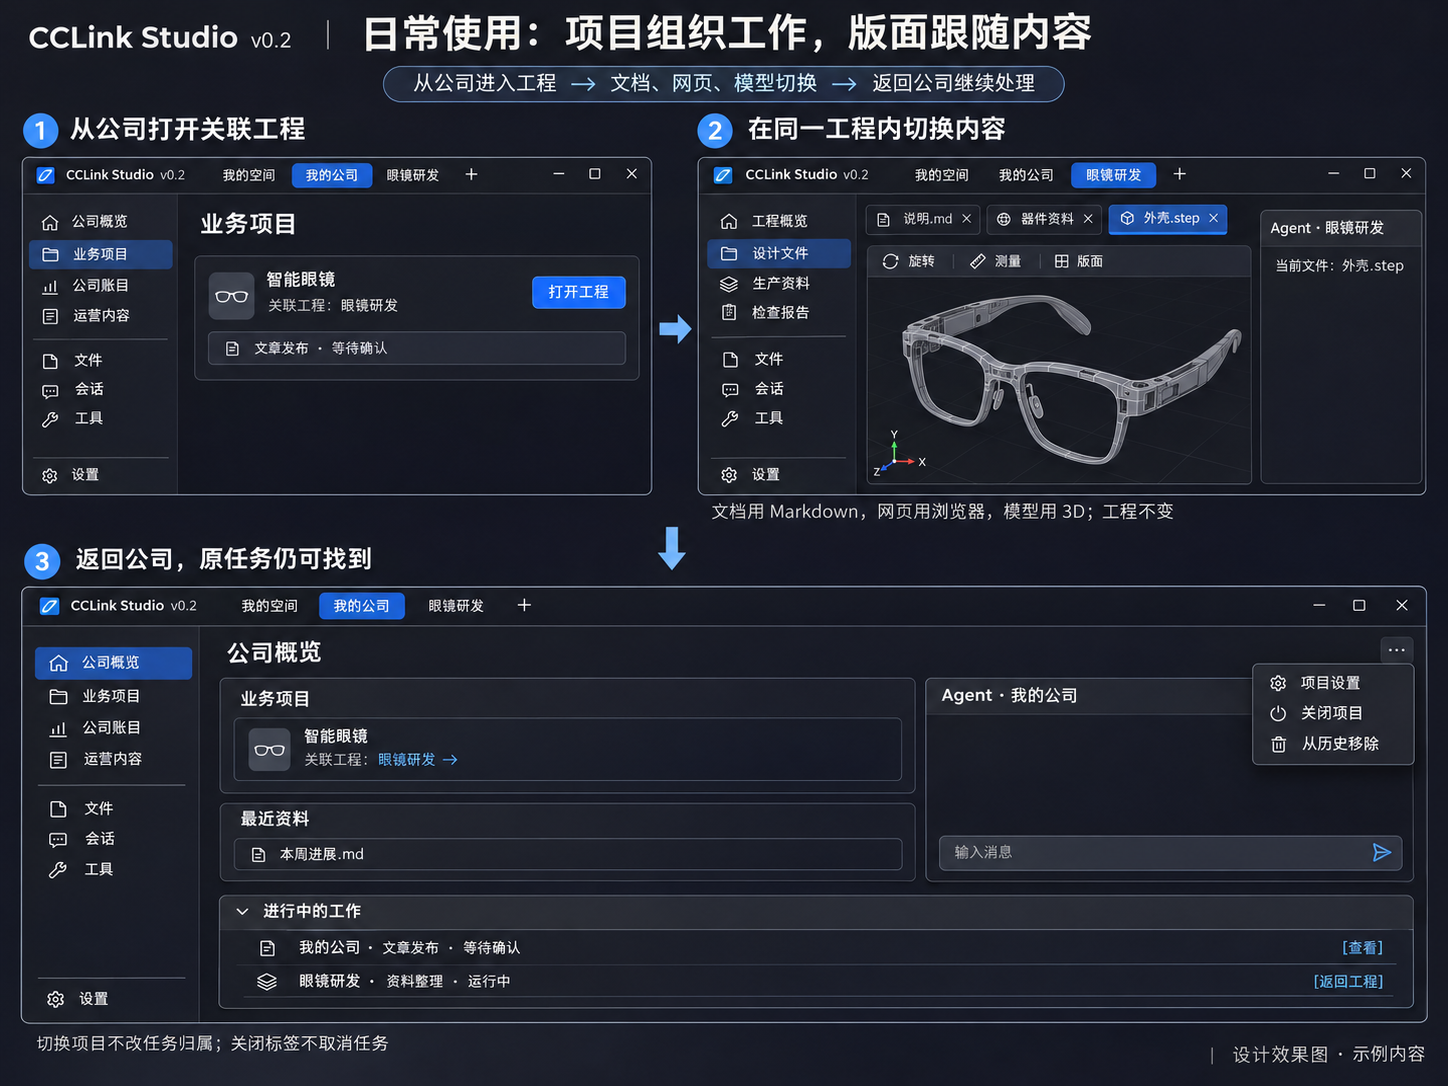 CCLink Studio v0.2 | 日常使用：项目组织工作，版面跟随内容
从公司进入工程 → 文档、网页、模型切换 → 返回公司继续处理
1 从公司打开关联工程
CCLink Studio v0.2 我的空间 我的公司 眼镜研发 +
公司概览
业务项目
公司账目
运营内容
文件
会话
工具
设置
业务项目
智能眼镜
关联工程：眼镜研发
打开工程
文章发布 · 等待确认
2 在同一工程内切换内容
CCLink Studio v0.2 我的空间 我的公司 眼镜研发 +
工程概览
设计文件
生产资料
检查报告
文件
会话
工具
设置
说明.md × 器件资料 × 外壳.step ×
旋转 测量 版面
Y
X
Z
Agent · 眼镜研发
当前文件：外壳.step
文档用 Markdown，网页用浏览器，模型用 3D；工程不变
3 返回公司，原任务仍可找到
CCLink Studio v0.2 我的空间 我的公司 眼镜研发 +
公司概览
业务项目
公司账目
运营内容
文件
会话
工具
设置
公司概览
业务项目
智能眼镜
关联工程：眼镜研发 →
最近资料
本周进展.md
Agent · 我的公司
输入消息
项目设置
关闭项目
从历史移除
进行中的工作
我的公司 · 文章发布 · 等待确认 [查看]
眼镜研发 · 资料整理 · 运行中 [返回工程]
切换项目不改任务归属；关闭标签不取消任务
| 设计效果图 · 示例内容